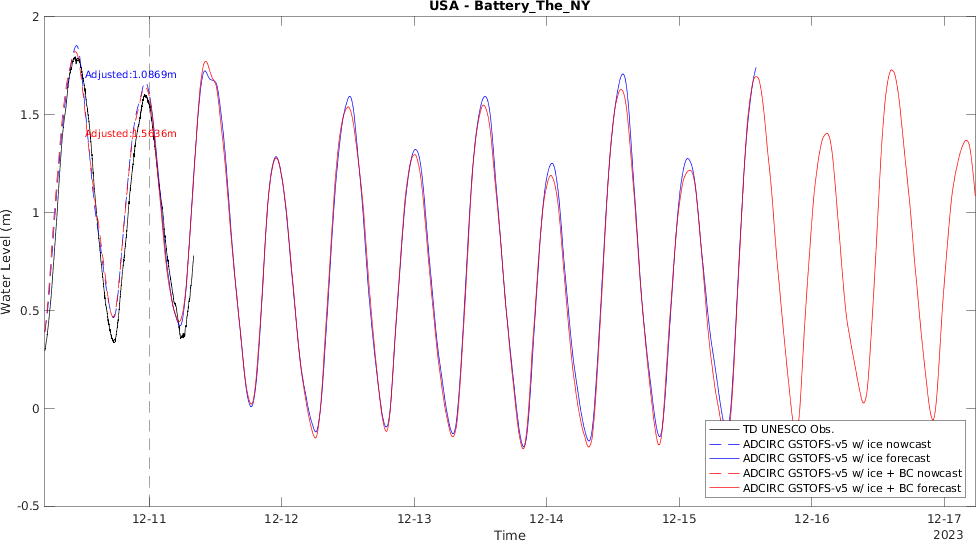 USA - Battery_The_NY
Water Level (m)
2
1.5
1
0.5
0
-0.5
Adjusted:1.0869m
Adjusted:1.5636m
TD UNESCO Obs.
ADCIRC GSTOFS-v5 w/ ice nowcast
ADCIRC GSTOFS-v5 w/ ice forecast
ADCIRC GSTOFS-v5 w/ ice + BC nowcast
ADCIRC GSTOFS-v5 w/ ice + BC forecast
12-11 12-12 12-13 12-14 12-15 12-16 12-17
Time
2023